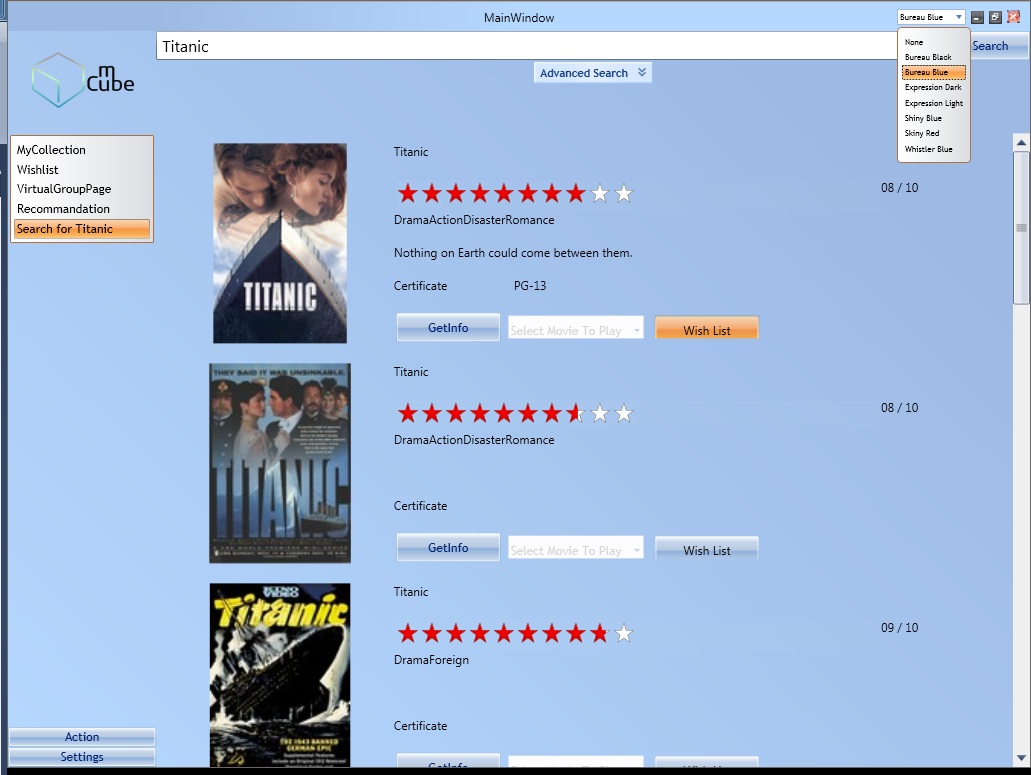 MainWindow
Bureau Blue
Titanic
Search
None
Bureau Black
Bureau Blue
Expression Dark
Expression Light
Shiny Blue
Skiny Red
Whistler Blue
Advanced Search
m
cube
MyCollection
Wishlist
VirtualGroupPage
Recommandation
Search for Titanic
TITANIC
Titanic
08 / 10
DramaActionDisasterRomance
Nothing on Earth could come between them.
Certificate PG-13
GetInfo Select Movie To Play Wish List
THEY SAID IT WAS UNSINKABLE.
TITANIC
Titanic
08 / 10
DramaActionDisasterRomance
Certificate
GetInfo Select Movie To Play Wish List
KINO
VIDEO
Titanic
THE 1943 BANNED
GERMAN EPIC
Titanic
09 / 10
DramaForeign
Certificate
GetInfo
Action
Settings